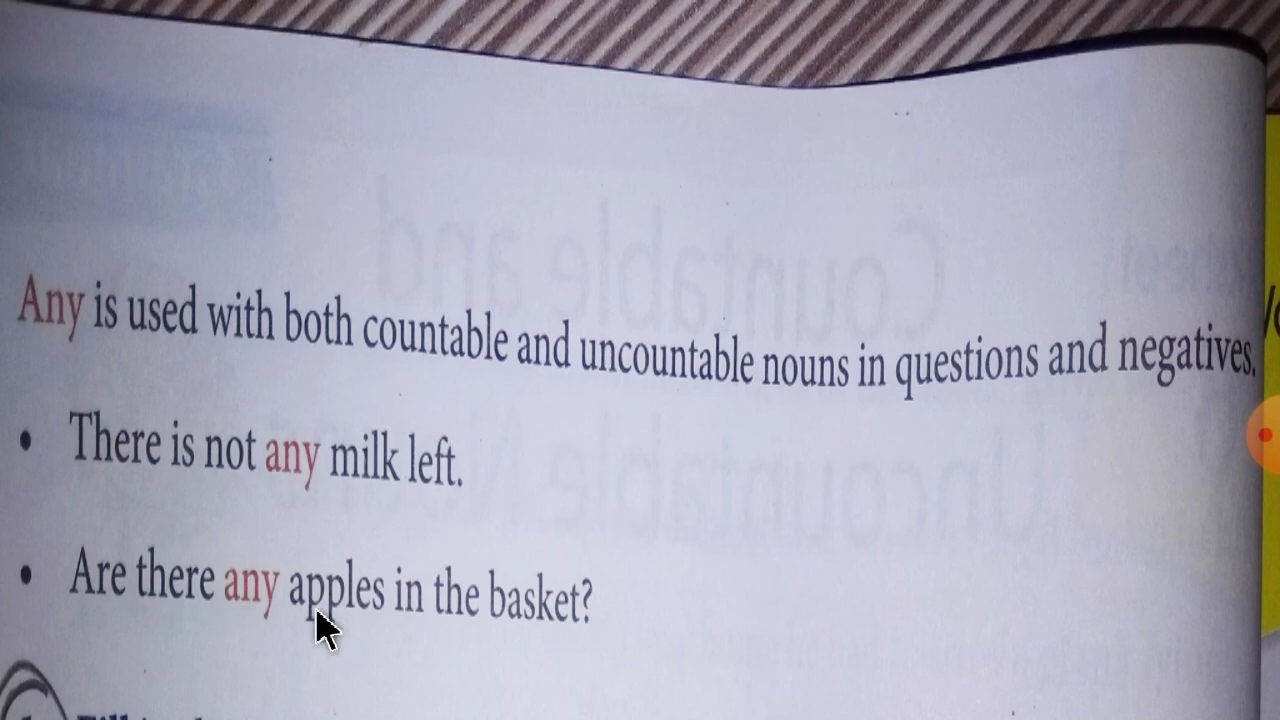 Any is used with both countable and uncountable nouns in questions and negatives.
• There is not any milk left.
• Are there any apples in the basket?